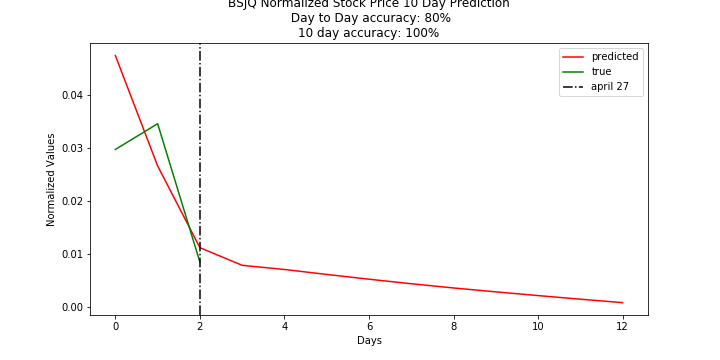 BSJQ Normalized Stock Price 10 Day Prediction
Day to Day accuracy: 80%
10 day accuracy: 100%
predicted
true
april 27
Normalized Values
0.04
0.03
0.02
0.01
0.00
0 2 4 6 8 10 12
Days